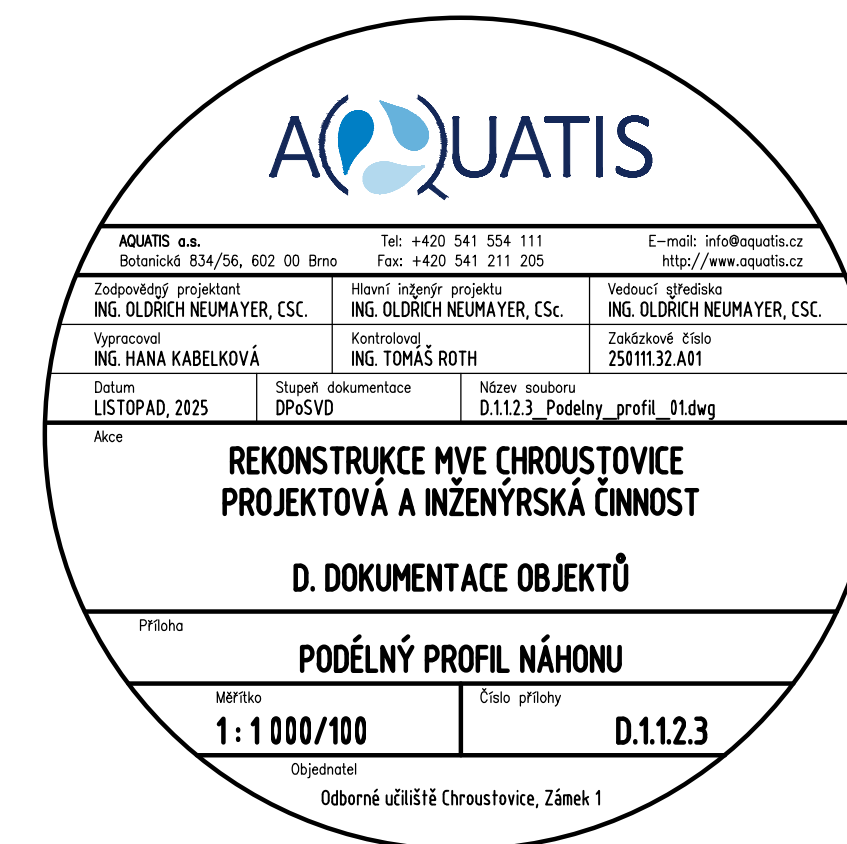 AQUATIS
AQUATIS a.s. Tel: +420 541 554 111 E-mail: info@aquatis.cz
Botanická 834/56, 602 00 Brno Fax: +420 541 211 205 http://www.aquatis.cz
Zodpovědný projektant Hlavní inženýr projektu Vedoucí střediska
ING. OLDŘICH NEUMAYER, CSC. ING. OLDŘICH NEUMAYER, CSc. ING. OLDŘICH NEUMAYER, CSC.
Vypracoval Kontroloval Zakázkové číslo
ING. HANA KABELKOVÁ ING. TOMÁŠ ROTH 250111.32.A01
Datum Stupeň dokumentace Název souboru
LISTOPAD, 2025 DPoSVD D.1.1.2.3_Podelny_profil_01.dwg
Akce
REKONSTRUKCE MVE CHROUSTOVICE
PROJEKTOVÁ A INŽENÝRSKÁ ČINNOST
D. DOKUMENTACE OBJEKTŮ
Příloha
PODÉLNÝ PROFIL NÁHONU
Měřítko Číslo přílohy
1 : 1 000/100 D.1.1.2.3
Objednatel
Odborné učiliště Chroustovice, Zámek 1